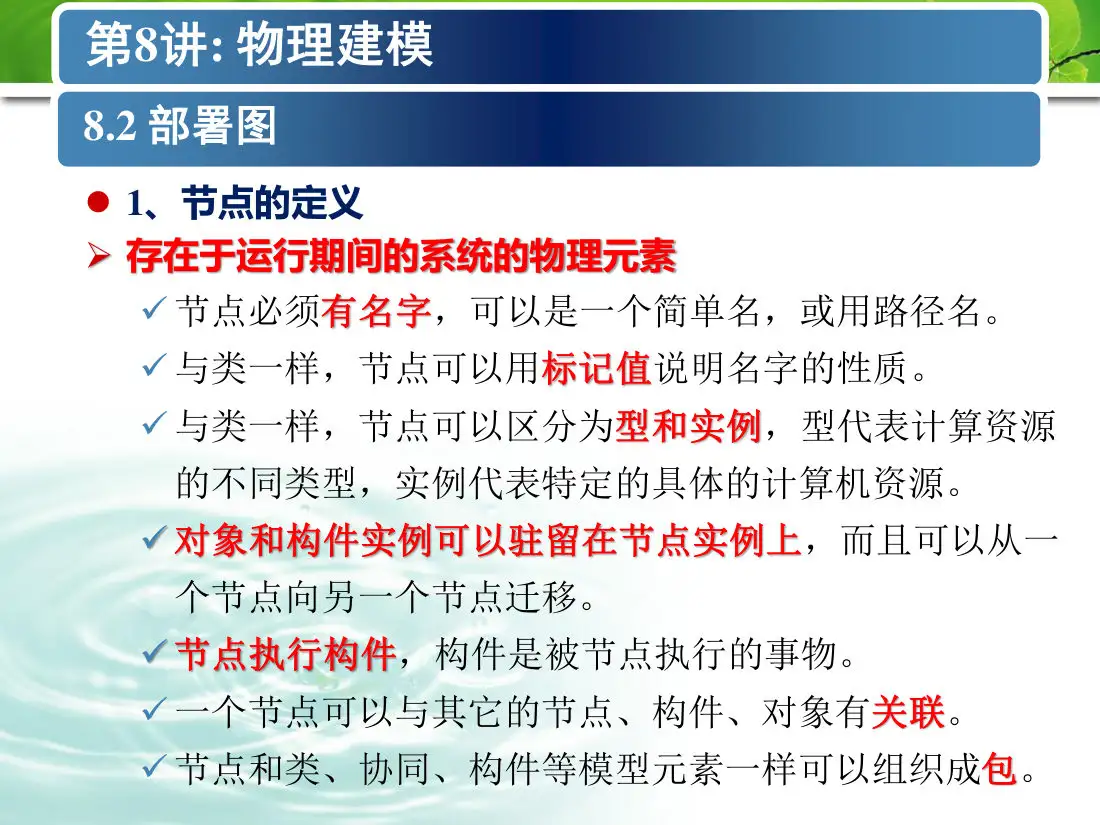 第8讲: 物理建模
8.2 部署图
1、节点的定义
存在于运行期间的系统的物理元素
节点必须有名字，可以是一个简单名，或用路径名。
与类一样，节点可以用标记值说明名字的性质。
与类一样，节点可以区分为型和实例，型代表计算资源
的不同类型，实例代表特定的具体的计算机资源。
对象和构件实例可以驻留在节点实例上，而且可以从一
个节点向另一个节点迁移。
节点执行构件，构件是被节点执行的事物。
一个节点可以与其它的节点、构件、对象有关联。
节点和类、协同、构件等模型元素一样可以组织成包。